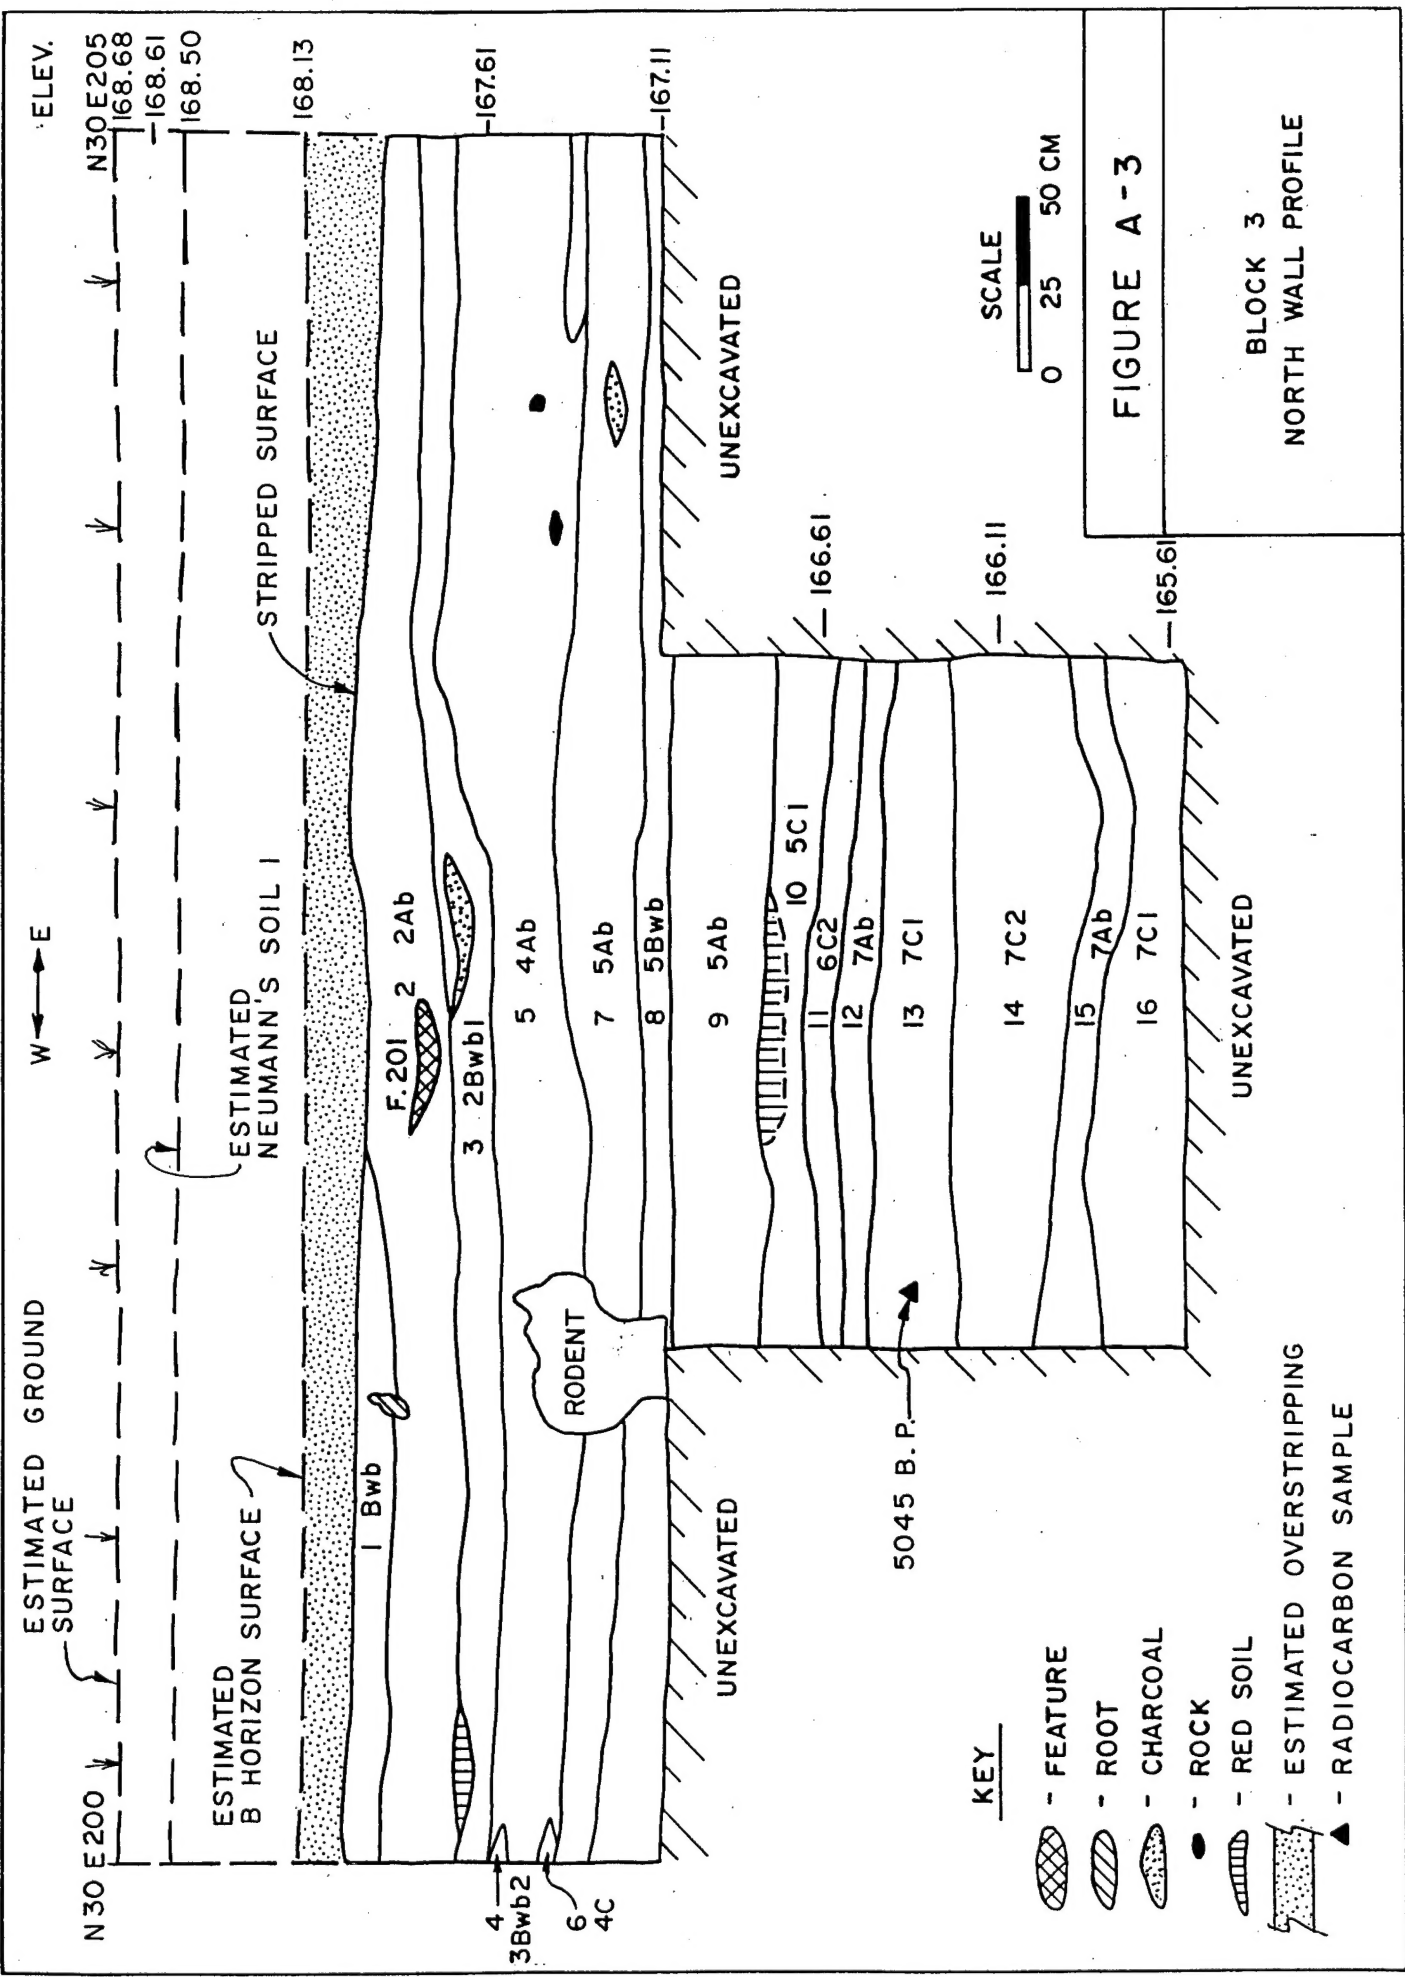 W E
ELEV.
N30 E200
N30 E205
168.68
168.61
168.50
168.13
167.61
167.11
ESTIMATED GROUND
SURFACE
ESTIMATED
NEUMANN'S SOIL I
ESTIMATED
B HORIZON SURFACE
STRIPPED SURFACE
1 Bwb
F. 201
2 2Ab
3 2Bwb1
4
3Bwb2
5 4Ab
6
4C
RODENT
7 5Ab
8 5Bwb
UNEXCAVATED
UNEXCAVATED
9 5Ab
10 5C1
11 6C2
12 7Ab
13 7C1
14 7C2
15 7Ab
16 7C1
166.61
166.11
165.61
5045 B.P.
UNEXCAVATED
KEY
- FEATURE
- ROOT
- CHARCOAL
- ROCK
- RED SOIL
- ESTIMATED OVERSTRIPPING
- RADIOCARBON SAMPLE
SCALE
0 25 50 CM
FIGURE A-3
BLOCK 3
NORTH WALL PROFILE